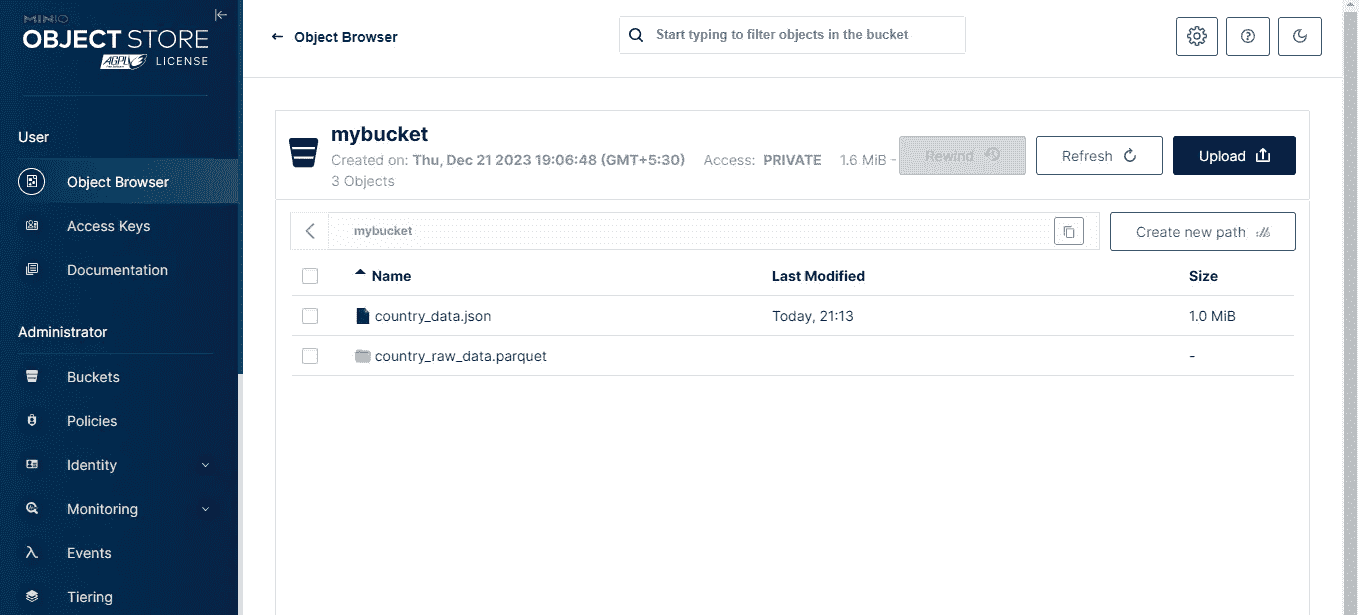 MINIO
OBJECT STORE
AGPLv3 LICENSE
User
Object Browser
Access Keys
Documentation
Administrator
Buckets
Policies
Identity
Monitoring
Events
Tiering
Object Browser
Start typing to filter objects in the bucket
mybucket
Created on: Thu, Dec 21 2023 19:06:48 (GMT+5:30) Access: PRIVATE 1.6 MiB -
3 Objects
Rewind
Refresh
Upload
mybucket
Create new path
Name Last Modified Size
country_data.json Today, 21:13 1.0 MiB
country_raw_data.parquet -